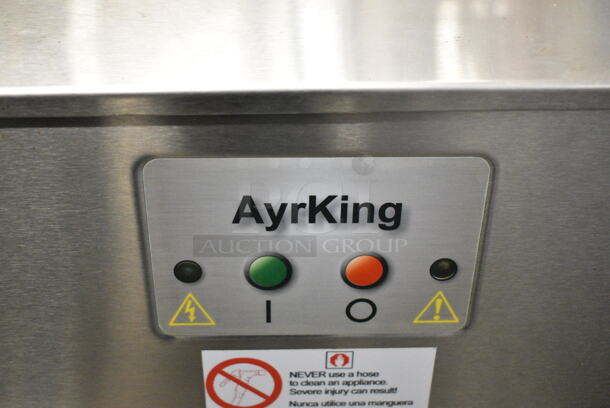 AyrKing
AUCTION GROUP
I O
NEVER use a hose
to clean an appliance.
Severe injury can result!
Nunca utilice una manguera